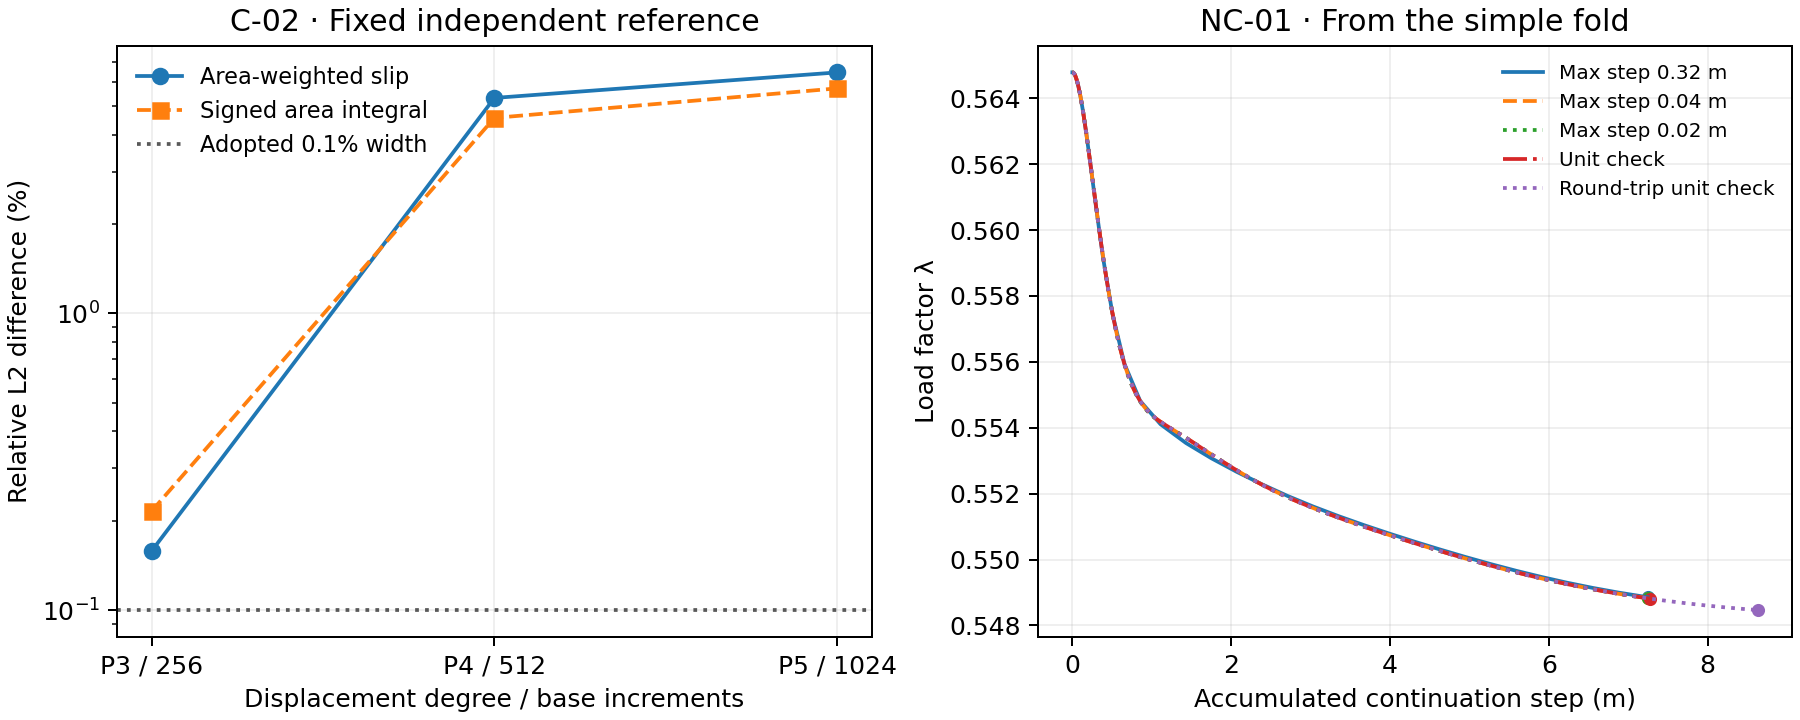 C-02 · Fixed independent reference
Area-weighted slip
Signed area integral
Adopted 0.1% width
Relative L2 difference (%)
10⁰
10⁻¹
P3 / 256
P4 / 512
P5 / 1024
Displacement degree / base increments
NC-01 · From the simple fold
Max step 0.32 m
Max step 0.04 m
Max step 0.02 m
Unit check
Round-trip unit check
Load factor λ
0.564
0.562
0.560
0.558
0.556
0.554
0.552
0.550
0.548
0
2
4
6
8
Accumulated continuation step (m)